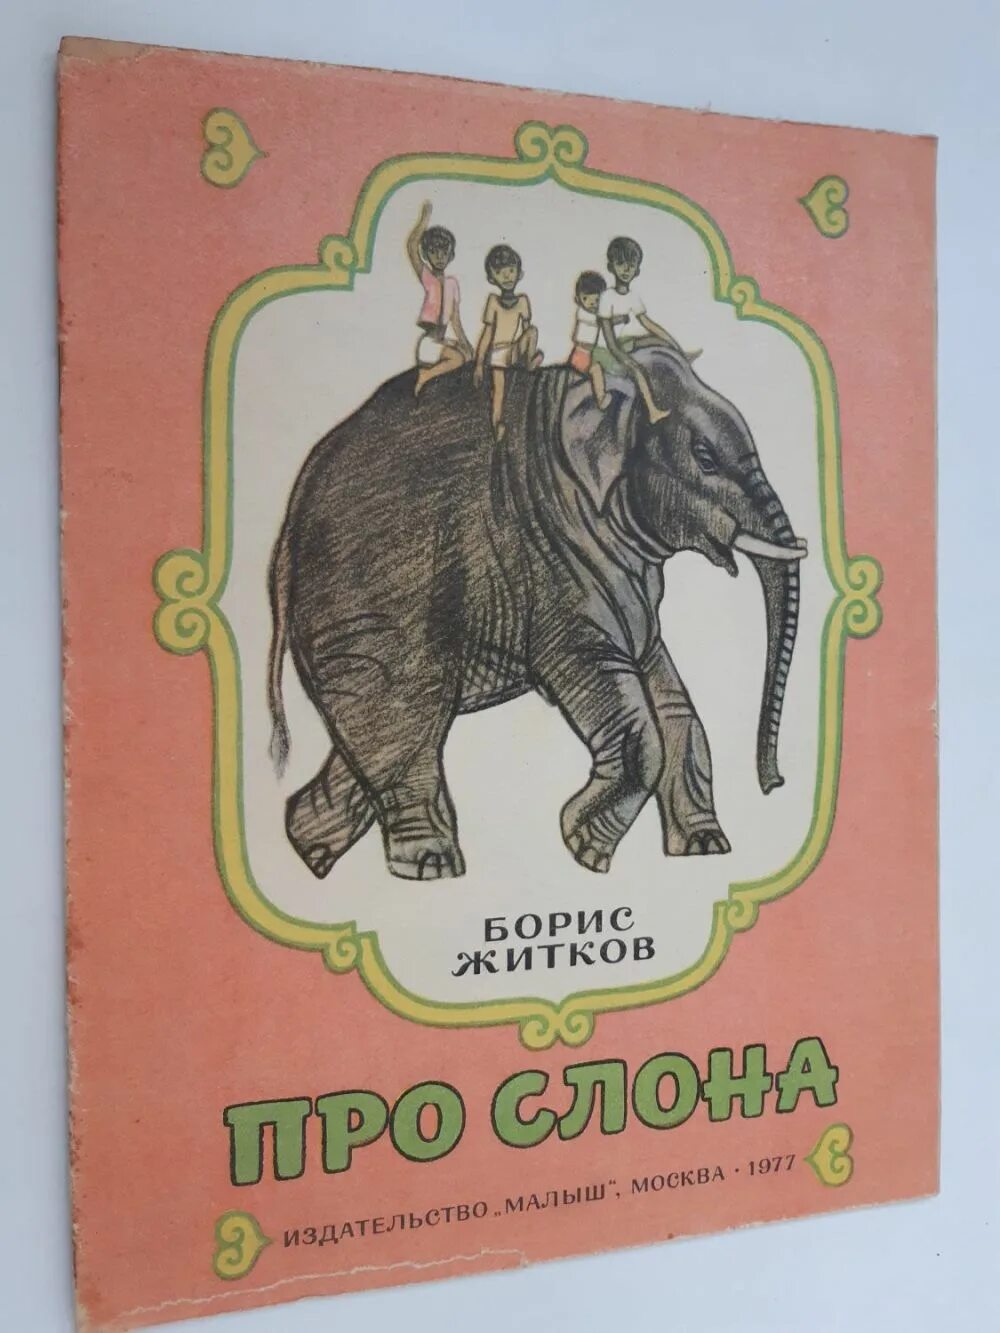 БОРИС
ЖИТКОВ
ПРО СЛОНА
ИЗДАТЕЛЬСТВО „МАЛЫШ“, МОСКВА · 1977